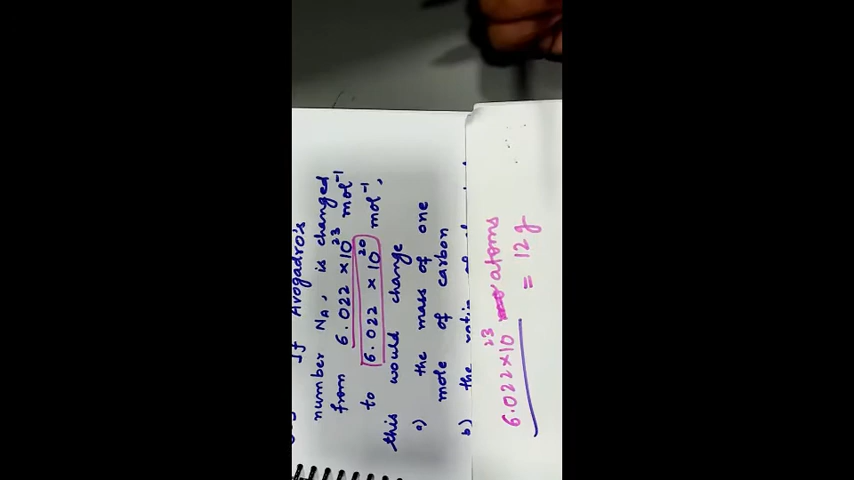 If Avogadro's
number NA, is changed
from 6.022 × 10²³ mol⁻¹
to 6.022 × 10²⁰ mol⁻¹,
this would change
a) the mass of one
mole of carbon
b) the
6.022×10²³ atoms
= 12 g